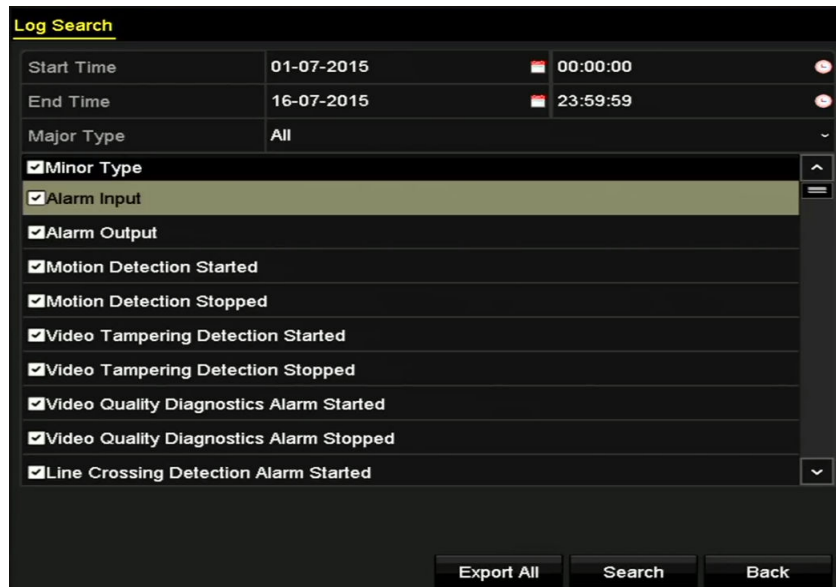 Log Search
Start Time 01-07-2015 00:00:00
End Time 16-07-2015 23:59:59
Major Type All
Minor Type
Alarm Input
Alarm Output
Motion Detection Started
Motion Detection Stopped
Video Tampering Detection Started
Video Tampering Detection Stopped
Video Quality Diagnostics Alarm Started
Video Quality Diagnostics Alarm Stopped
Line Crossing Detection Alarm Started
Export All Search Back